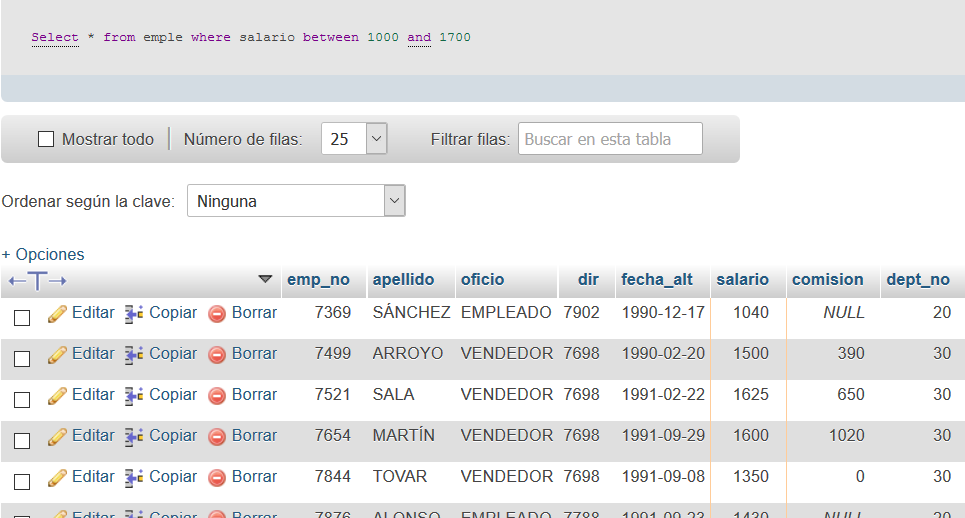 Select * from emple where salario between 1000 and 1700
Mostrar todo Número de filas: 25 Filtrar filas: Buscar en esta tabla
Ordenar según la clave: Ninguna
+ Opciones
←T→ emp_no apellido oficio dir fecha_alt salario comision dept_no
Editar Copiar Borrar 7369 SÁNCHEZ EMPLEADO 7902 1990-12-17 1040 NULL 20
Editar Copiar Borrar 7499 ARROYO VENDEDOR 7698 1990-02-20 1500 390 30
Editar Copiar Borrar 7521 SALA VENDEDOR 7698 1991-02-22 1625 650 30
Editar Copiar Borrar 7654 MARTÍN VENDEDOR 7698 1991-09-29 1600 1020 30
Editar Copiar Borrar 7844 TOVAR VENDEDOR 7698 1991-09-08 1350 0 30
Editar Copiar Borrar 7876 ALONSO EMPLEADO 7788 1991-09-23 1430 NULL 20